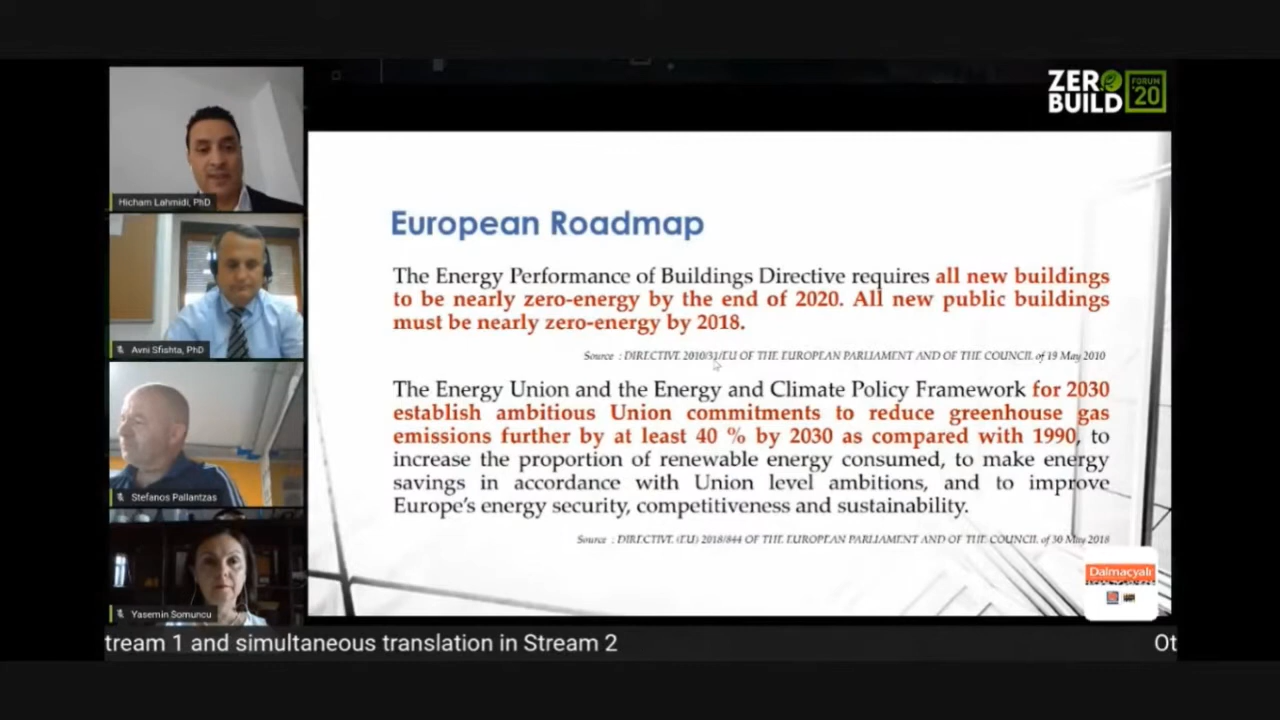 ZERO BUILD
FORUM '20
Hicham Lahmidi, PhD
Avni Sfishta, PhD
Stefanos Pallantzas
Yasemin Somuncu
European Roadmap
The Energy Performance of Buildings Directive requires all new buildings
to be nearly zero-energy by the end of 2020. All new public buildings
must be nearly zero-energy by 2018.
Source : DIRECTIVE 2010/31/EU OF THE EUROPEAN PARLIAMENT AND OF THE COUNCIL of 19 May 2010
The Energy Union and the Energy and Climate Policy Framework for 2030
establish ambitious Union commitments to reduce greenhouse gas
emissions further by at least 40 % by 2030 as compared with 1990, to
increase the proportion of renewable energy consumed, to make energy
savings in accordance with Union level ambitions, and to improve
Europe's energy security, competitiveness and sustainability.
Source : DIRECTIVE (EU) 2018/844 OF THE EUROPEAN PARLIAMENT AND OF THE COUNCIL of 30 May 2018
Dalmaçyalı
tream 1 and simultaneous translation in Stream 2
Ot